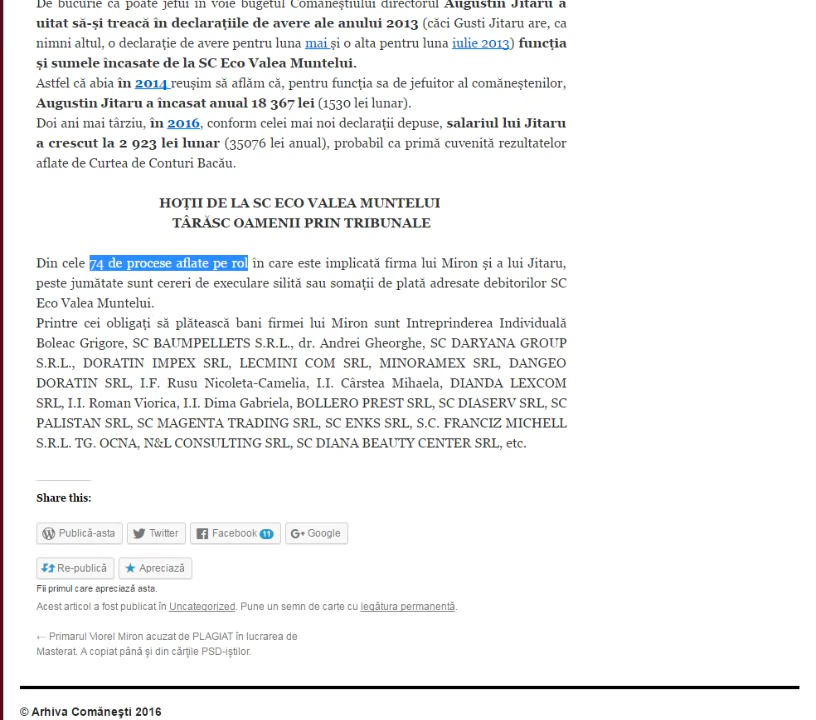 De bucurie că poate jefui în voie bugetul Comăneștiului directorul Augustin Jitaru a
uitat să-și treacă în declarațiile de avere ale anului 2013 (căci Gusti Jitaru are, ca
nimni altul, o declarație de avere pentru luna mai și o alta pentru luna iulie 2013) funcția
și sumele încasate de la SC Eco Valea Muntelui.
Astfel că abia în 2014 reușim să aflăm că, pentru funcția sa de jefuitor al comăneștenilor,
Augustin Jitaru a încasat anual 18 367 lei (1530 lei lunar).
Doi ani mai târziu, în 2016, conform celei mai noi declarații depuse, salariul lui Jitaru
a crescut la 2 923 lei lunar (35076 lei anual), probabil ca primă cuvenită rezultatelor
aflate de Curtea de Conturi Bacău.
HOȚII DE LA SC ECO VALEA MUNTELUI
TÂRĂSC OAMENII PRIN TRIBUNALE
Din cele 74 de procese aflate pe rol în care este implicată firma lui Miron și a lui Jitaru,
peste jumătate sunt cereri de executare silită sau somații de plată adresate debitorilor SC
Eco Valea Muntelui.
Printre cei obligați să plătească bani firmei lui Miron sunt Intreprinderea Individuală
Boleac Grigore, SC BAUMPELLETS S.R.L., dr. Andrei Gheorghe, SC DARYANA GROUP
S.R.L., DORATIN IMPEX SRL, LECMINI COM SRL, MINORAMEX SRL, DANGEO
DORATIN SRL, I.F. Rusu Nicoleta-Camelia, I.I. Cârstea Mihaela, DIANDA LEXCOM
SRL, I.I. Roman Viorica, I.I. Dima Gabriela, BOLLERO PREST SRL, SC DIASERV SRL, SC
PALISTAN SRL, SC MAGENTA TRADING SRL, SC ENKS SRL, S.C. FRANCIZ MICHELL
S.R.L. TG. OCNA, N&L CONSULTING SRL, SC DIANA BEAUTY CENTER SRL, etc.
Share this:
Publică-asta Twitter Facebook 11 Google
Re-publică Apreciază
Fii primul care apreciază asta.
Acest articol a fost publicat în Uncategorized. Pune un semn de carte cu legătura permanentă.
← Primarul Viorel Miron acuzat de PLAGIAT în lucrarea de
Masterat. A copiat până și din cărțile PSD-iștilor.
© Arhiva Comănești 2016